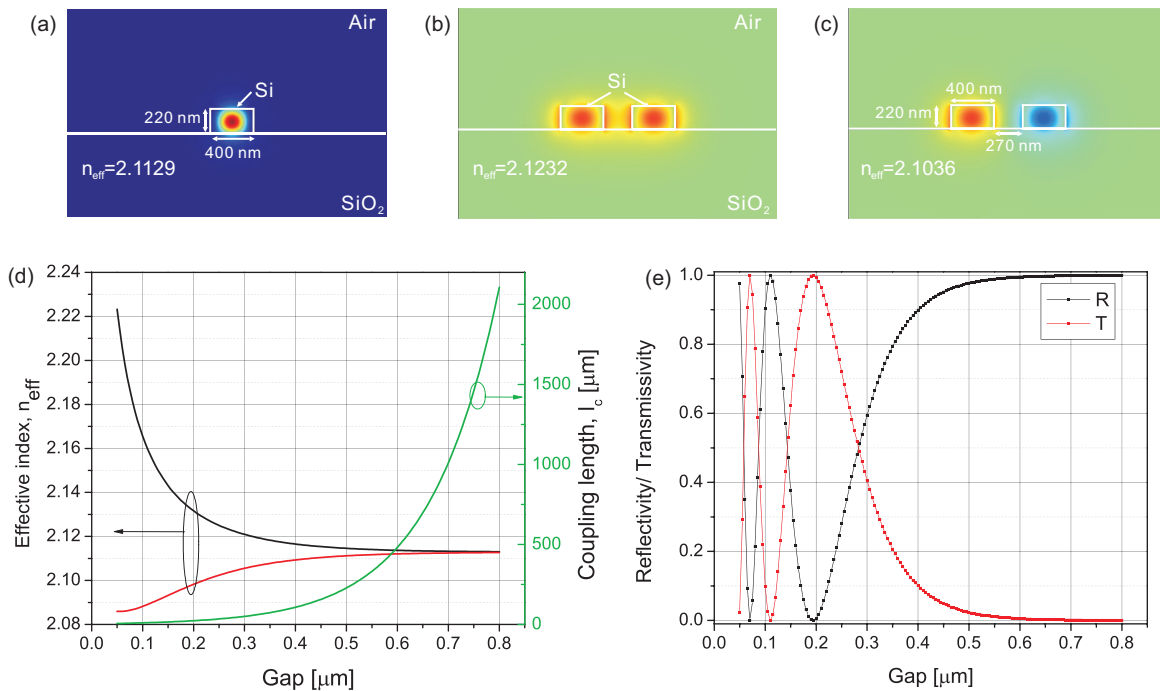 (a)
Air
Si
220 nm
400 nm
n_eff=2.1129
SiO₂
(b)
Air
Si
n_eff=2.1232
SiO₂
(c)
400 nm
220 nm
270 nm
n_eff=2.1036
(d)
2.24
2.22
2.20
2.18
2.16
2.14
2.12
2.10
2.08
Effective index, n_eff
0.0 0.1 0.2 0.3 0.4 0.5 0.6 0.7 0.8
Gap [μm]
2000
1500
1000
500
0
Coupling length, l_c [μm]
(e)
1.0
0.8
0.6
0.4
0.2
0.0
Reflectivity/ Transmissivity
R
T
0.0 0.1 0.2 0.3 0.4 0.5 0.6 0.7 0.8
Gap [μm]